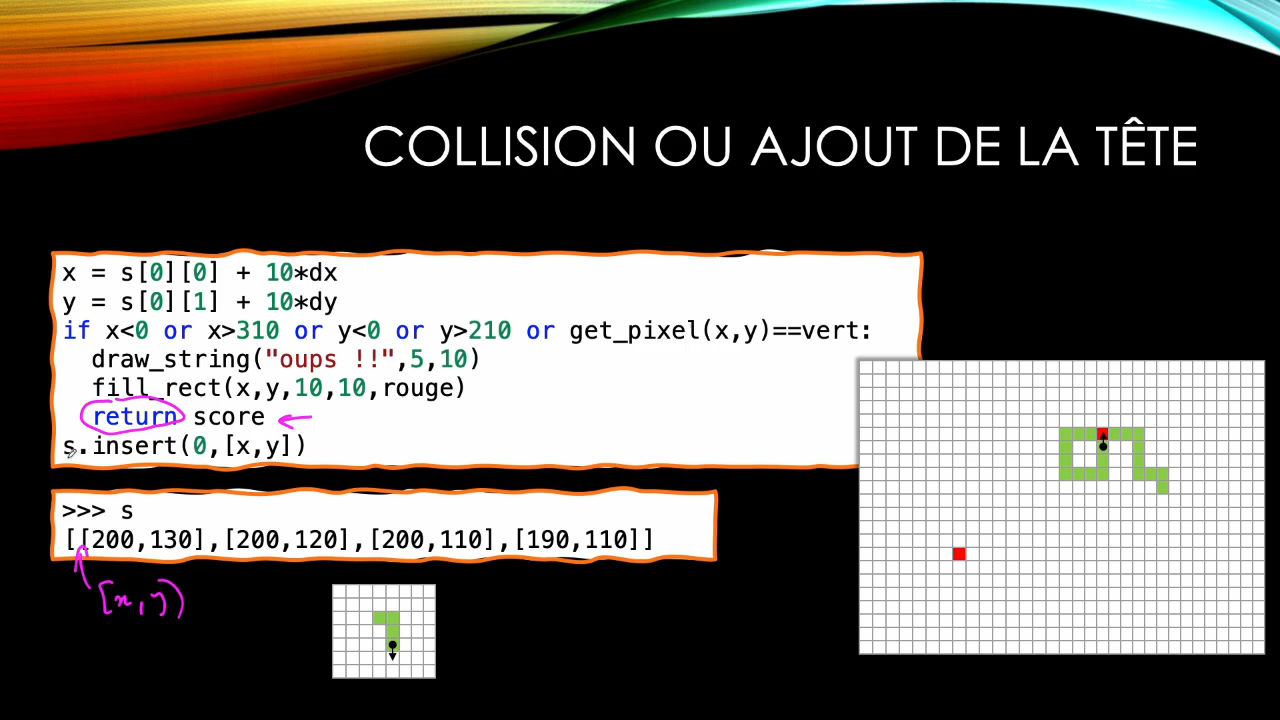 COLLISION OU AJOUT DE LA TÊTE
x = s[0][0] + 10*dx
y = s[0][1] + 10*dy
if x<0 or x>310 or y<0 or y>210 or get_pixel(x,y)==vert:
draw_string("oups !!",5,10)
fill_rect(x,y,10,10,rouge)
return score
s.insert(0,[x,y])
>>> s
[[200,130],[200,120],[200,110],[190,110]]
[x,y]